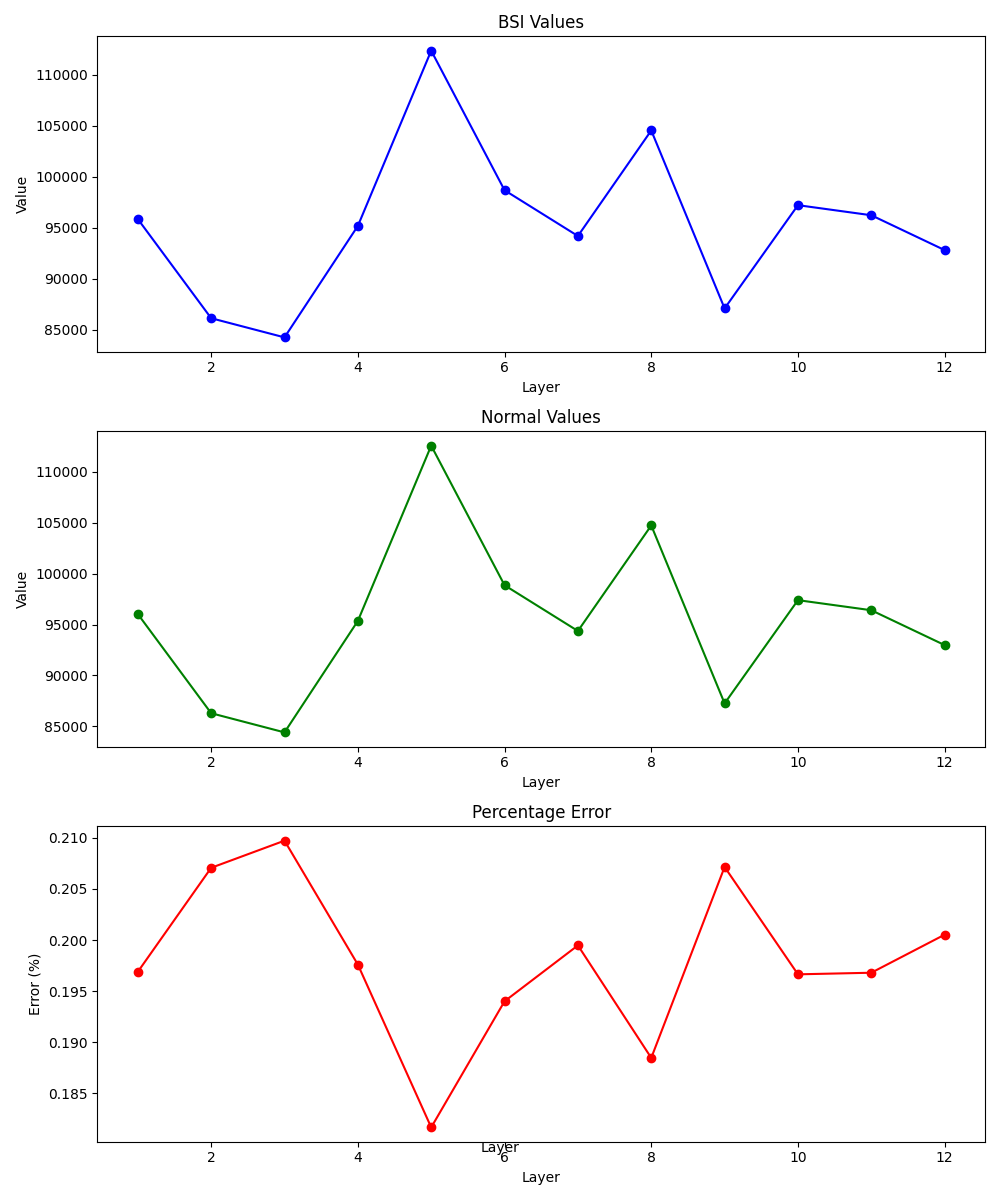 BSI Values
Value
110000
105000
100000
95000
90000
85000
2 4 6 8 10 12
Layer
Normal Values
Value
110000
105000
100000
95000
90000
85000
2 4 6 8 10 12
Layer
Percentage Error
Error (%)
0.210
0.205
0.200
0.195
0.190
0.185
Layer
2 4 6 8 10 12
Layer